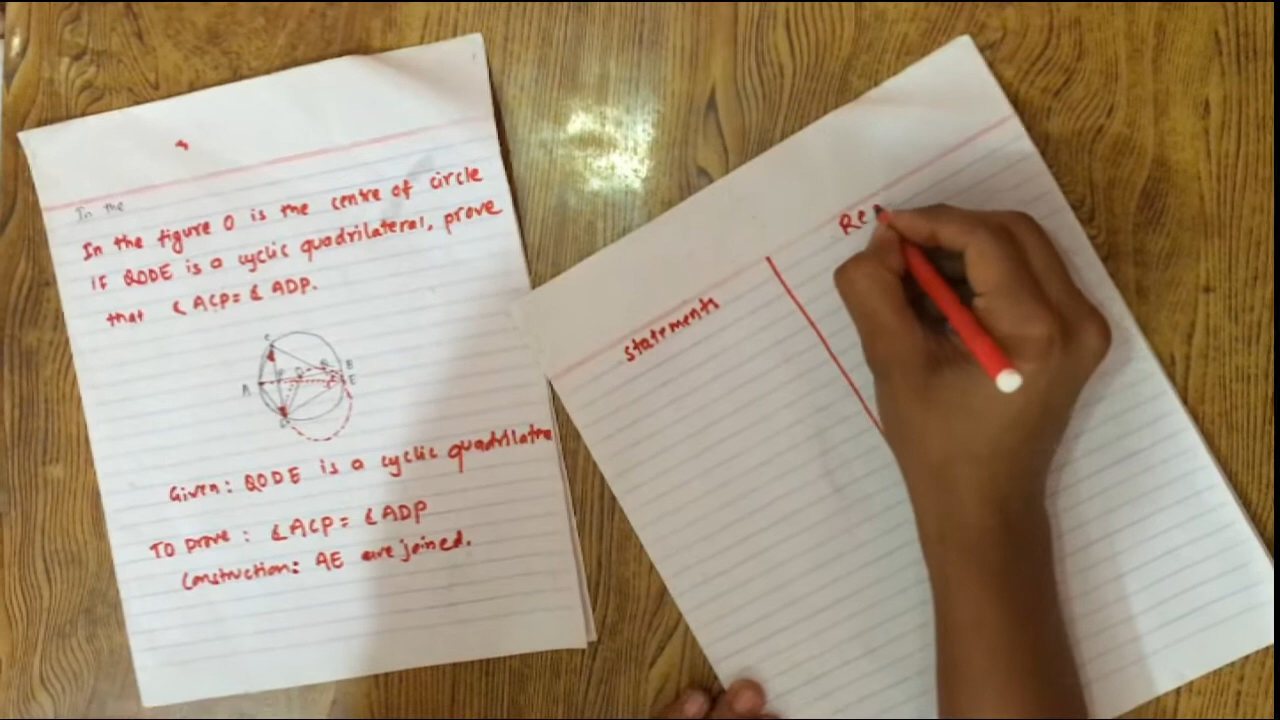 In the
In the figure O is the centre of circle
If QODE is a cyclic quadrilateral, prove
that ∠ACP= ∠ADP.
C
A
P
O
B
E
D
Given: QODE is a cyclic quadrilatera
To prove: ∠ACP= ∠ADP
Construction: AE are joined.
statements
Rea